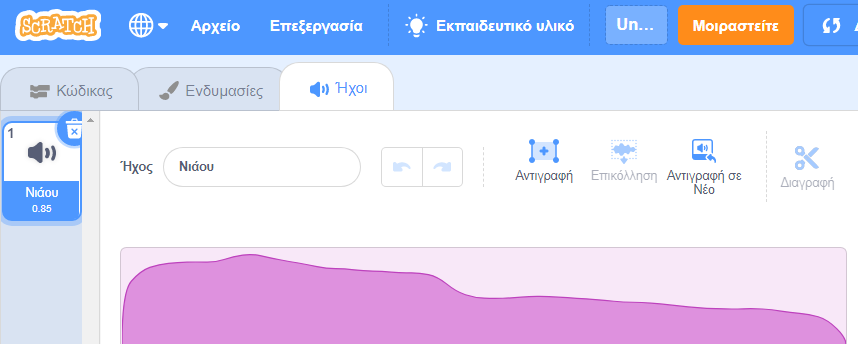 SCRATCH Αρχείο Επεξεργασία Εκπαιδευτικό υλικό Un... Μοιραστείτε
Κώδικας Ενδυμασίες Ήχοι
1
Νιάου
0.85
Ήχος Νιάου
Αντιγραφή Επικόλληση Αντιγραφή σε Νέο Διαγραφή